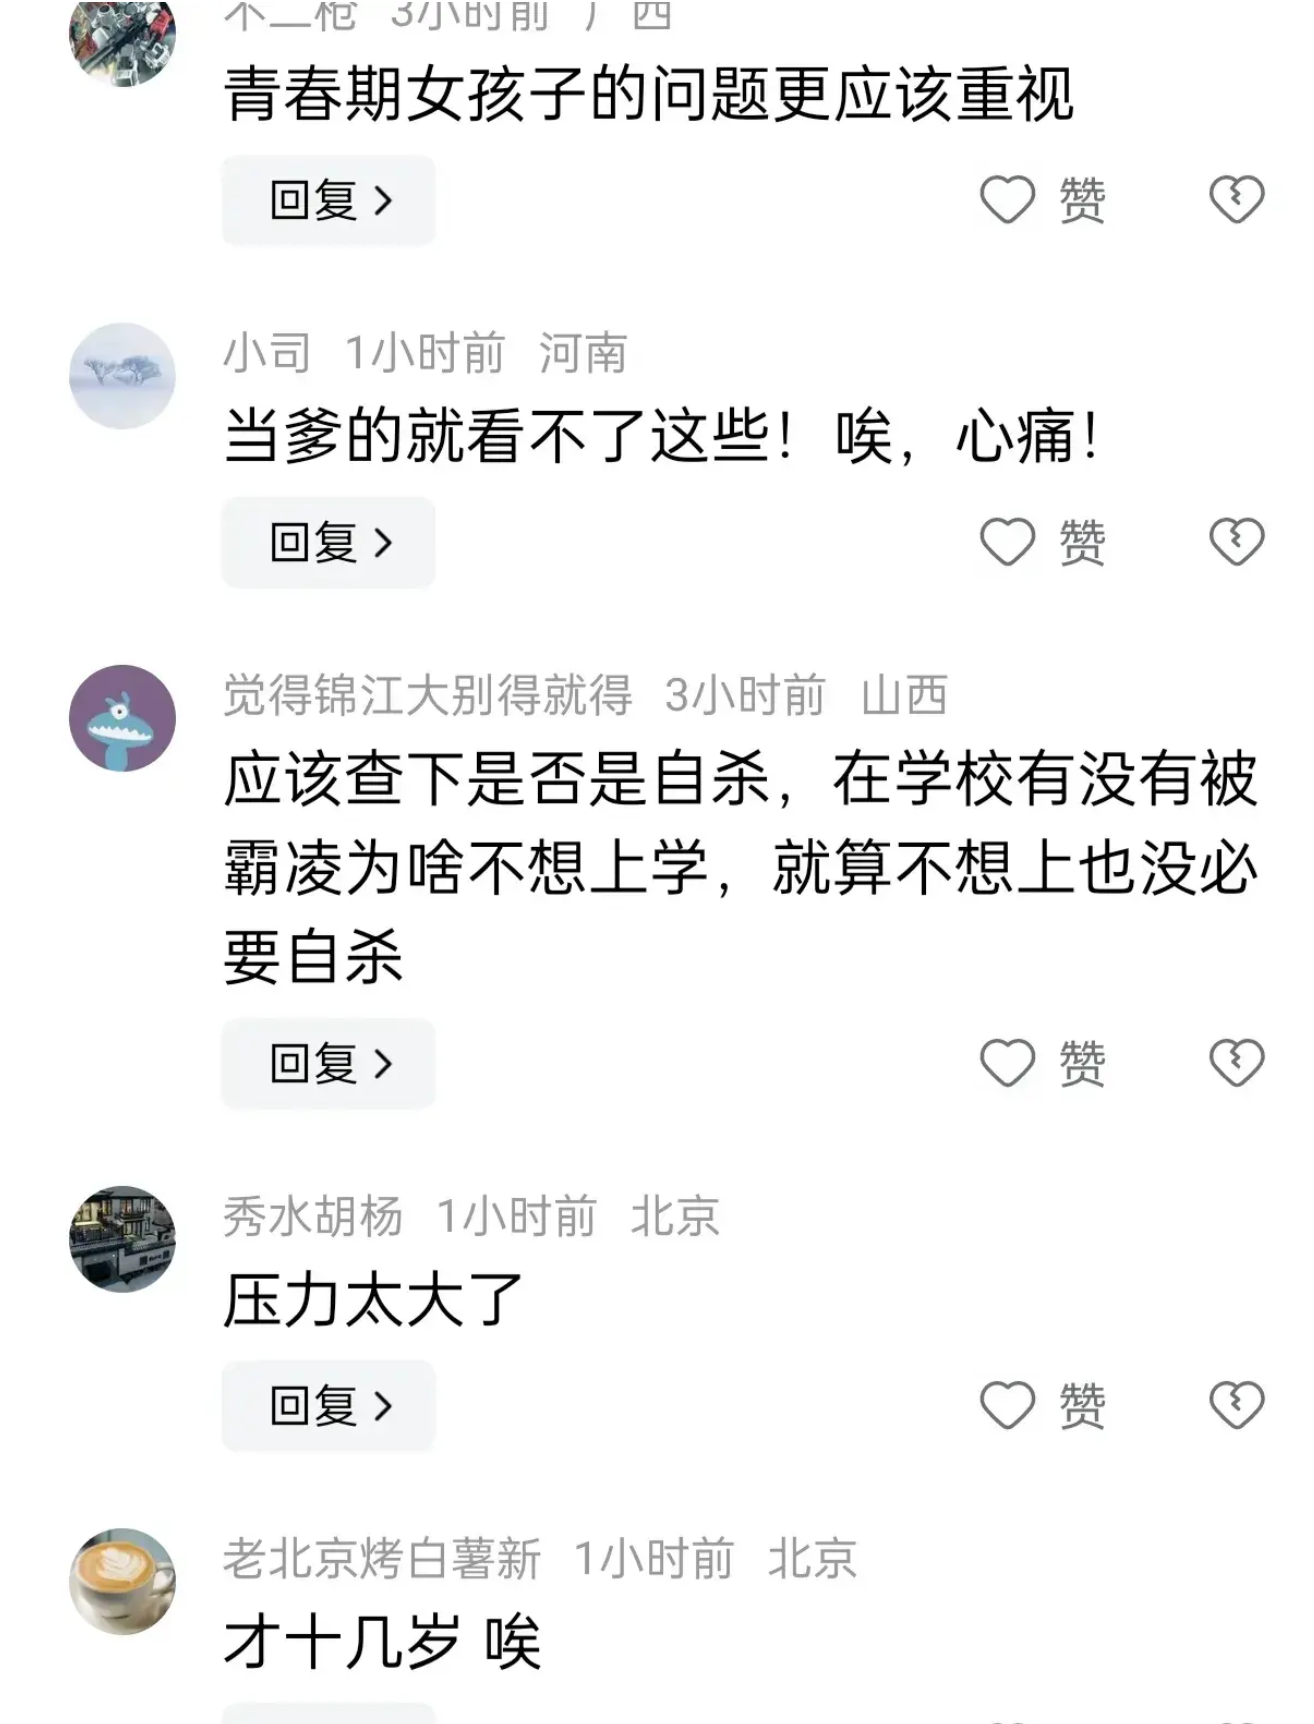 不二枪 3小时前 广西
青春期女孩子的问题更应该重视
回复
赞
小司 1小时前 河南
当爹的就看不了这些！唉，心痛！
回复
赞
觉得锦江大别得就得 3小时前 山西
应该查下是否是自杀，在学校有没有被
霸凌为啥不想上学，就算不想上也没必
要自杀
回复
赞
秀水胡杨 1小时前 北京
压力太大了
回复
赞
老北京烤白薯新 1小时前 北京
才十几岁 唉